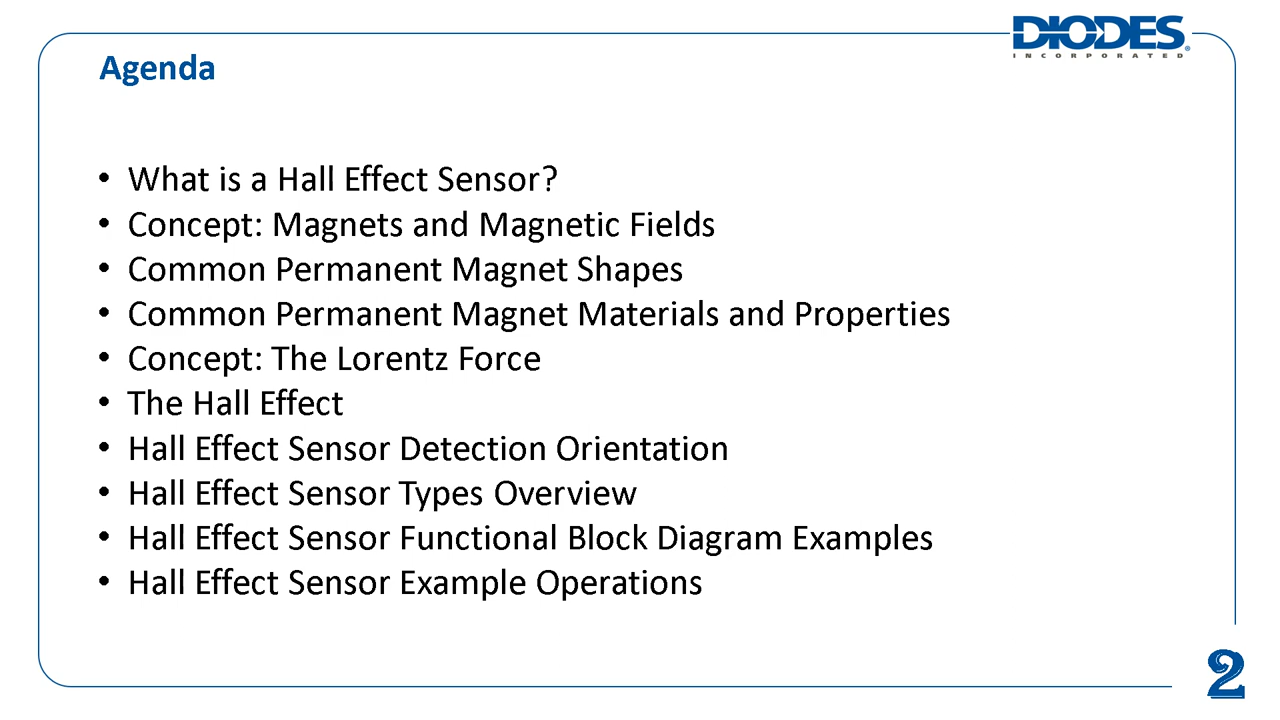 DIODES
INCORPORATED
Agenda
• What is a Hall Effect Sensor?
• Concept: Magnets and Magnetic Fields
• Common Permanent Magnet Shapes
• Common Permanent Magnet Materials and Properties
• Concept: The Lorentz Force
• The Hall Effect
• Hall Effect Sensor Detection Orientation
• Hall Effect Sensor Types Overview
• Hall Effect Sensor Functional Block Diagram Examples
• Hall Effect Sensor Example Operations
2